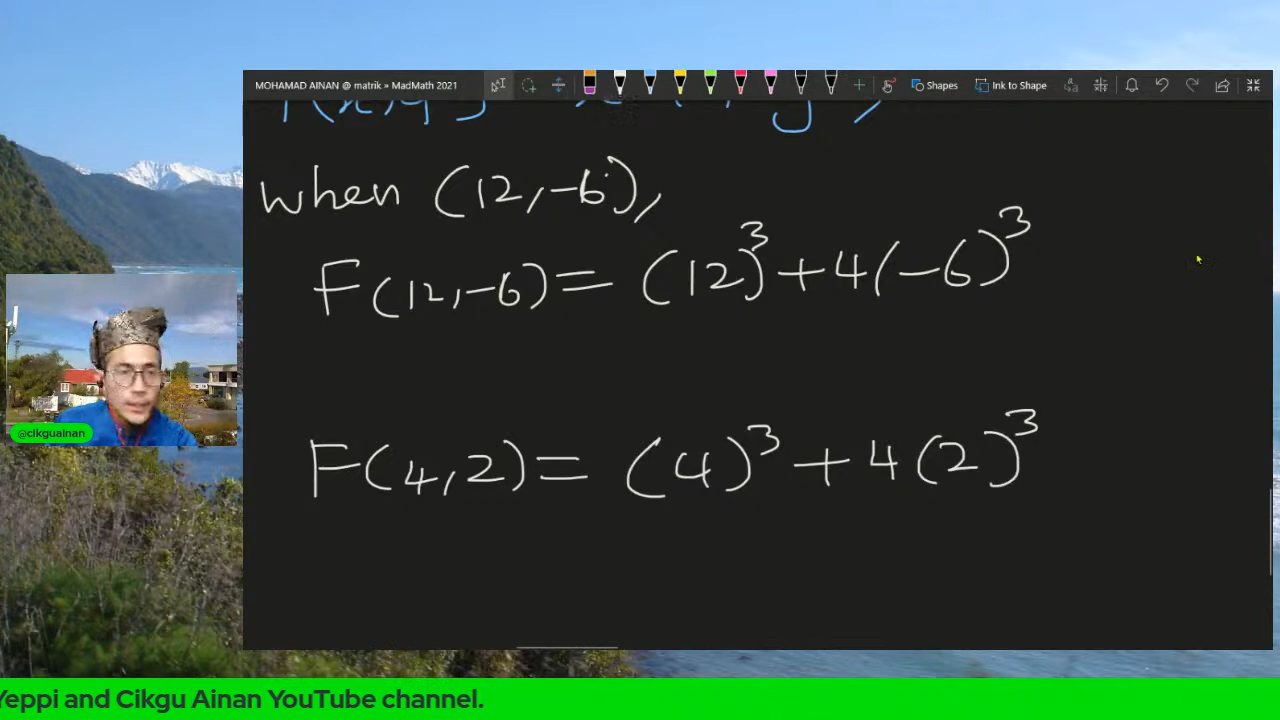 MOHAMAD AINAN @ matrik » MadMath 2021
Shapes
Ink to Shape
when (12,-6),
F(12,-6) = (12)³ + 4(-6)³
@cikguainan
F(4,2) = (4)³ + 4(2)³
Yeppi and Cikgu Ainan YouTube channel.